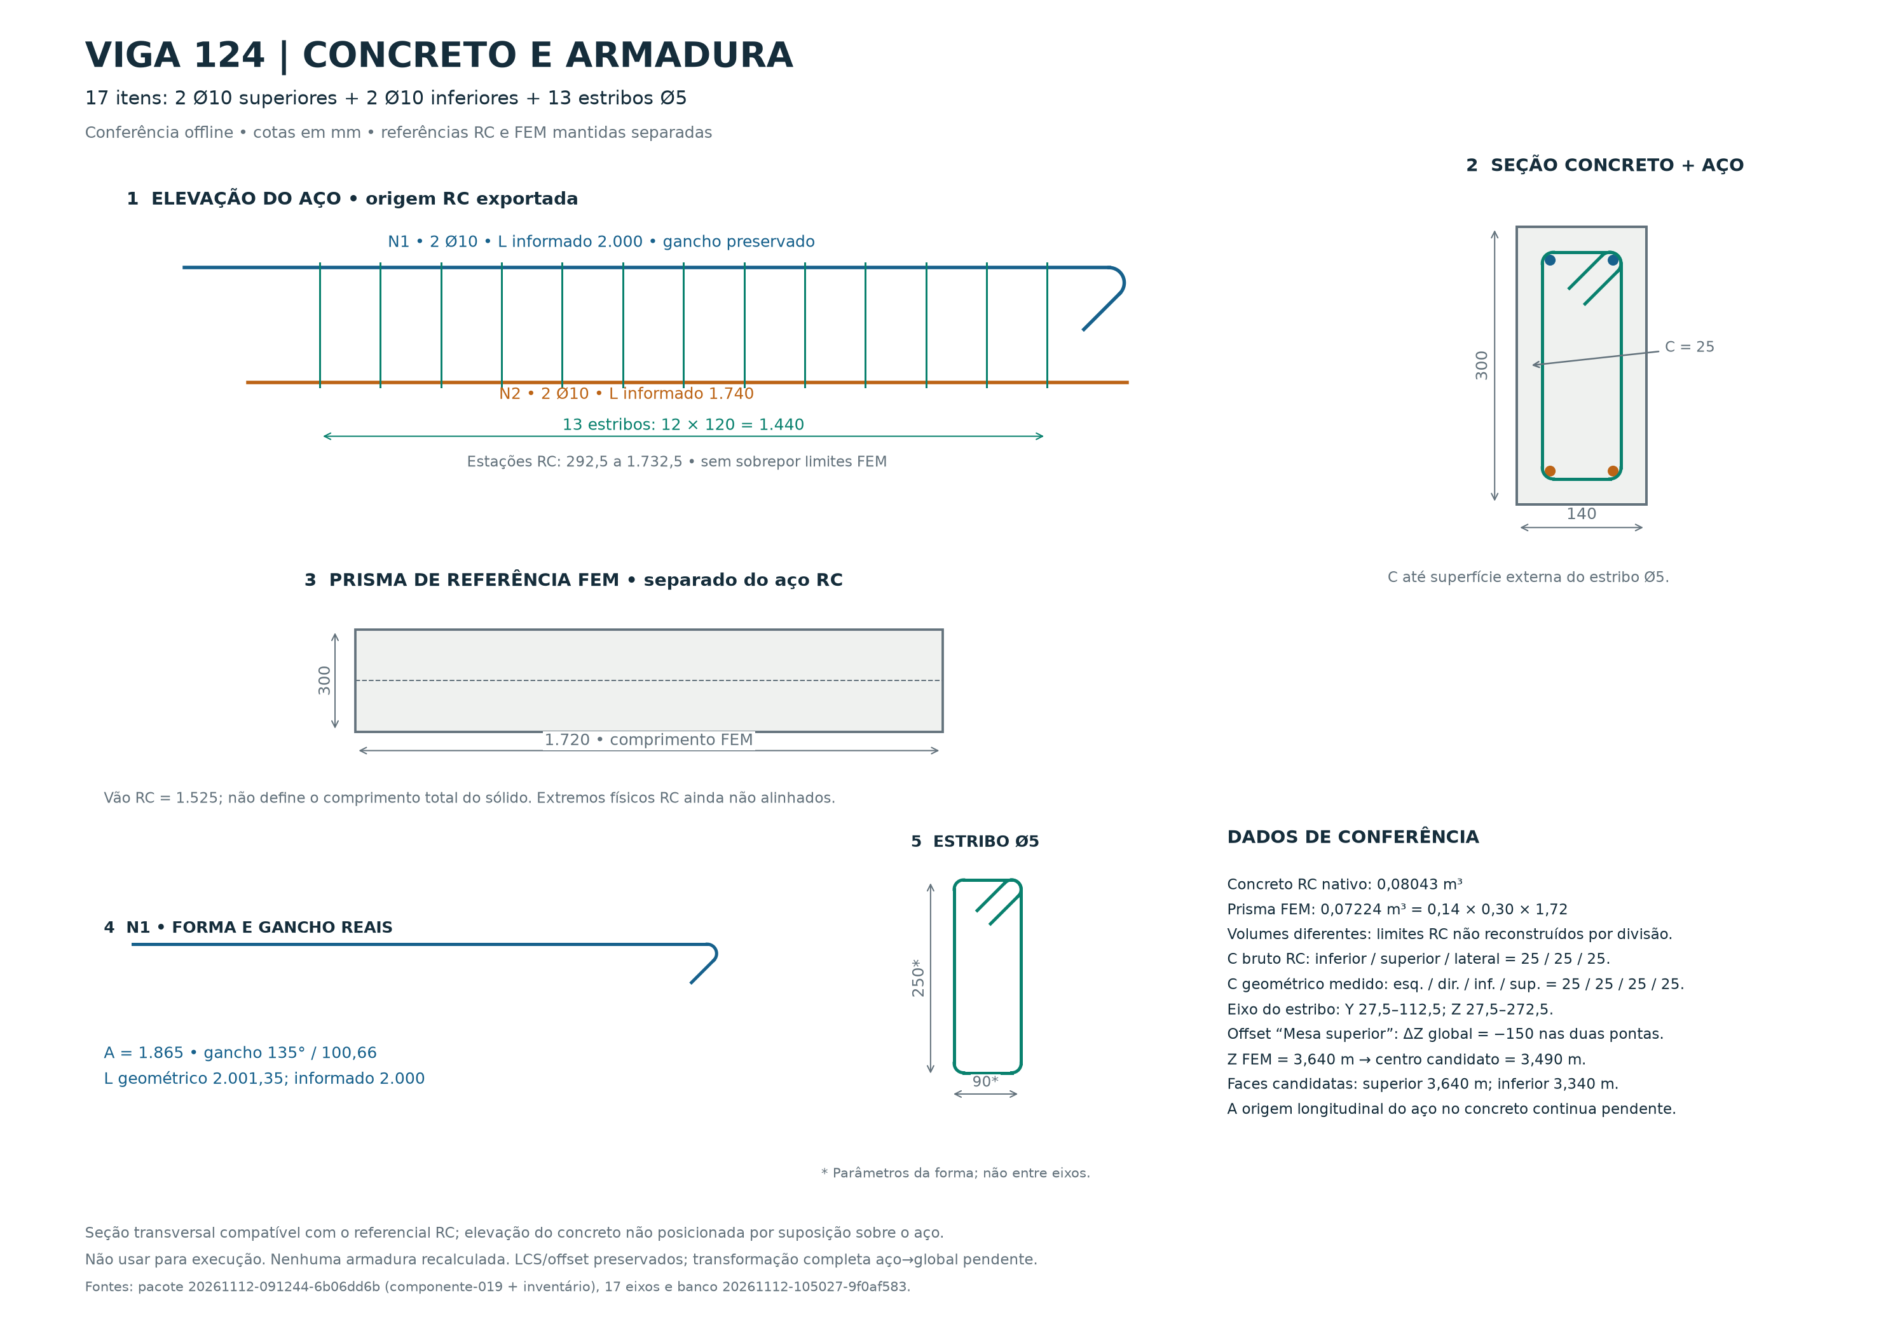 VIGA 124 | CONCRETO E ARMADURA
17 itens: 2 Ø10 superiores + 2 Ø10 inferiores + 13 estribos Ø5
Conferência offline • cotas em mm • referências RC e FEM mantidas separadas
1 ELEVAÇÃO DO AÇO • origem RC exportada
N1 • 2 Ø10 • L informado 2.000 • gancho preservado
N2 • 2 Ø10 • L informado 1.740
13 estribos: 12 × 120 = 1.440
Estações RC: 292,5 a 1.732,5 • sem sobrepor limites FEM
2 SEÇÃO CONCRETO + AÇO
300
C = 25
140
C até superfície externa do estribo Ø5.
3 PRISMA DE REFERÊNCIA FEM • separado do aço RC
300
1.720 • comprimento FEM
Vão RC = 1.525; não define o comprimento total do sólido. Extremos físicos RC ainda não alinhados.
4 N1 • FORMA E GANCHO REAIS
A = 1.865 • gancho 135° / 100,66
L geométrico 2.001,35; informado 2.000
5 ESTRIBO Ø5
250*
90*
* Parâmetros da forma; não entre eixos.
DADOS DE CONFERÊNCIA
Concreto RC nativo: 0,08043 m³
Prisma FEM: 0,07224 m³ = 0,14 × 0,30 × 1,72
Volumes diferentes: limites RC não reconstruídos por divisão.
C bruto RC: inferior / superior / lateral = 25 / 25 / 25.
C geométrico medido: esq. / dir. / inf. / sup. = 25 / 25 / 25 / 25.
Eixo do estribo: Y 27,5–112,5; Z 27,5–272,5.
Offset “Mesa superior”: ΔZ global = −150 nas duas pontas.
Z FEM = 3,640 m → centro candidato = 3,490 m.
Faces candidatas: superior 3,640 m; inferior 3,340 m.
A origem longitudinal do aço no concreto continua pendente.
Seção transversal compatível com o referencial RC; elevação do concreto não posicionada por suposição sobre o aço.
Não usar para execução. Nenhuma armadura recalculada. LCS/offset preservados; transformação completa aço→global pendente.
Fontes: pacote 20261112-091244-6b06dd6b (componente-019 + inventário), 17 eixos e banco 20261112-105027-9f0af583.